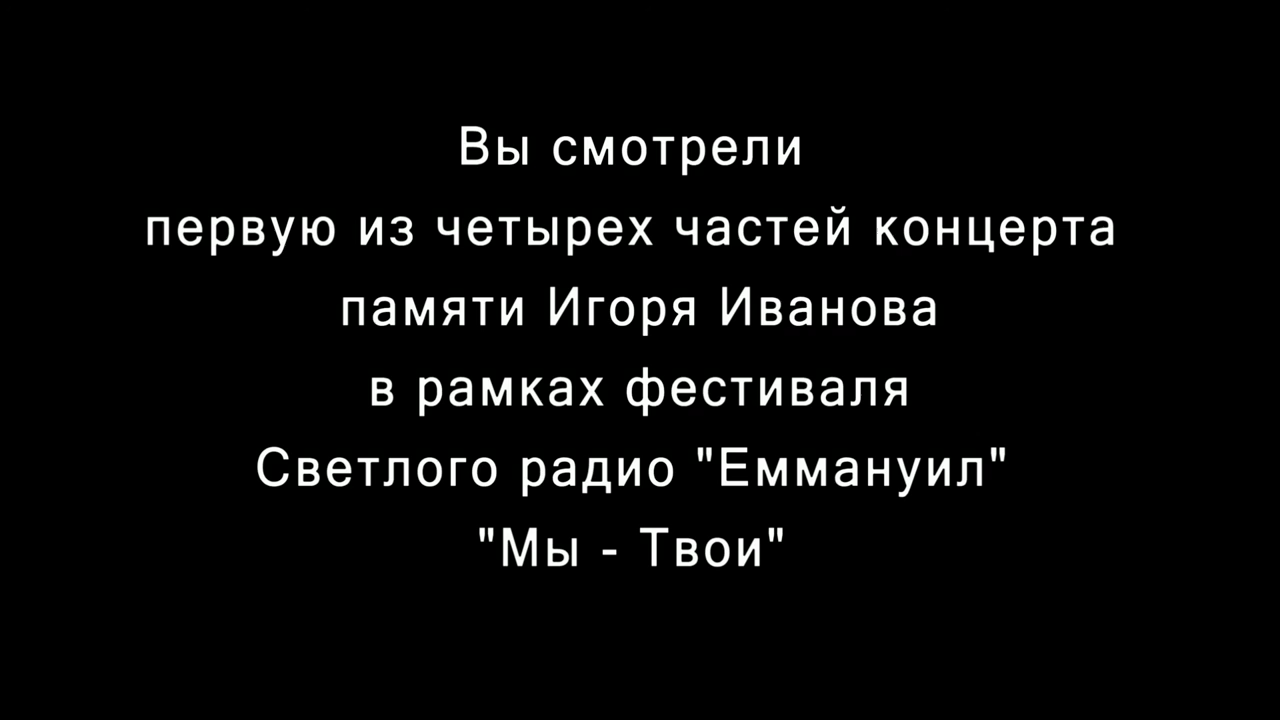 Вы смотрели
первую из четырех частей концерта
памяти Игоря Иванова
в рамках фестиваля
Светлого радио "Еммануил"
"Мы - Твои"